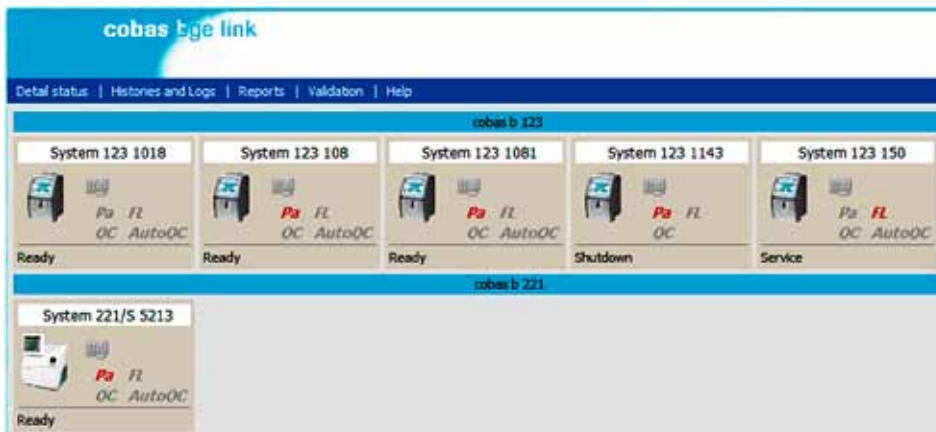 cobas bge link
Detail status | Histories and Logs | Reports | Validation | Help
cobas b 123
System 123 1018
System 123 108
System 123 1081
System 123 1143
System 123 150
Pa FL
QC AutoQC
Ready
Pa FL
QC AutoQC
Ready
Pa FL
QC AutoQC
Ready
Pa FL
QC
Shutdown
Pa FL
QC AutoQC
Service
cobas b 221
System 221/S 5213
Pa FL
QC AutoQC
Ready